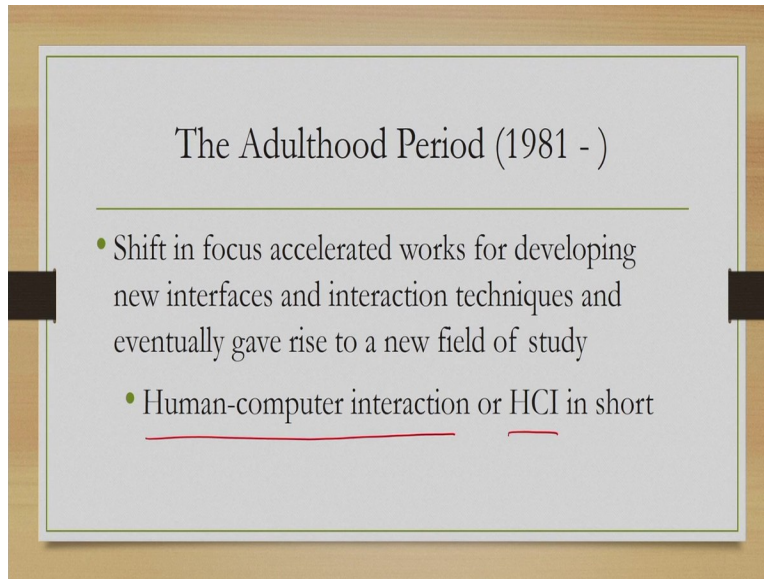 The Adulthood Period (1981 - )
• Shift in focus accelerated works for developing
new interfaces and interaction techniques and
eventually gave rise to a new field of study
• Human-computer interaction or HCI in short